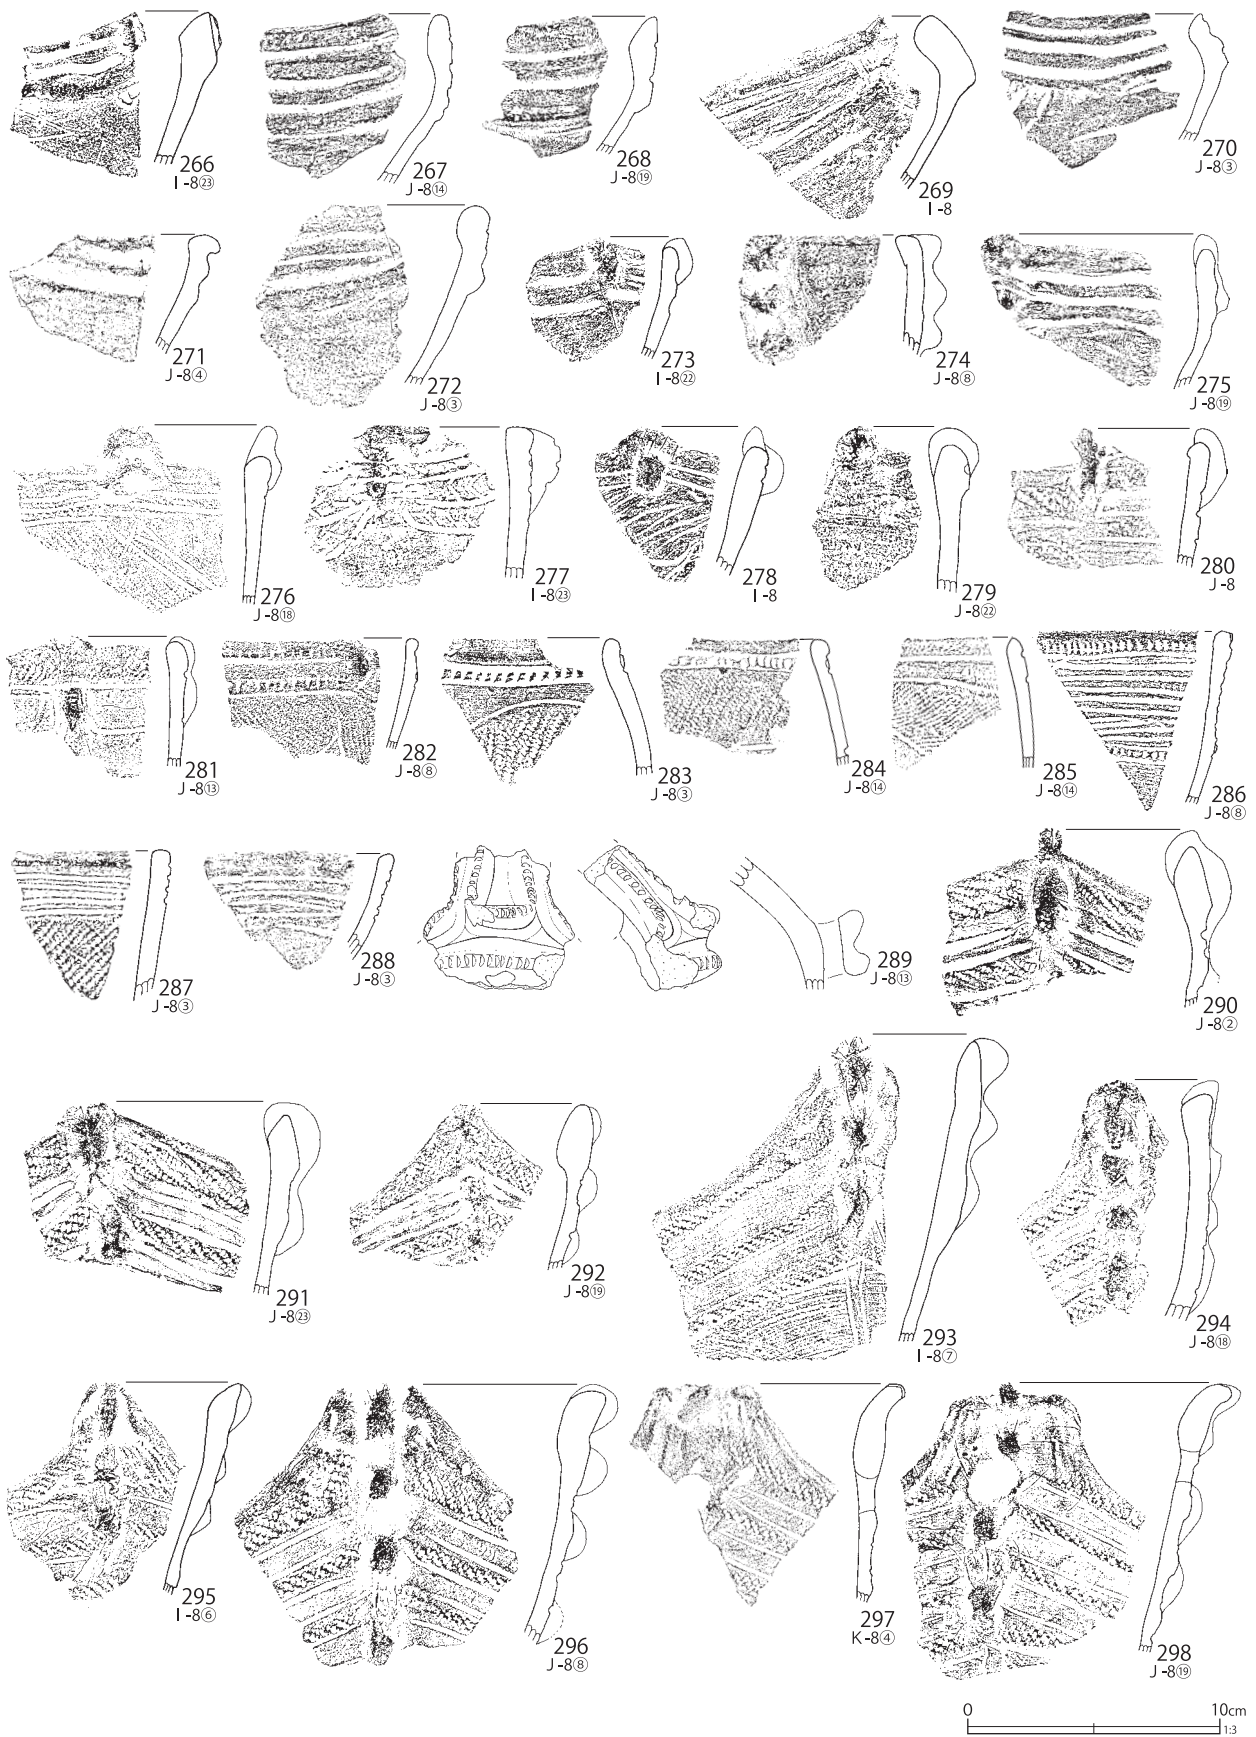 266
I-8㉓
267
J-8⑭
268
J-8⑲
269
I-8
270
J-8③
271
J-8④
272
J-8③
273
I-8㉒
274
J-8⑧
275
J-8⑲
276
J-8⑱
277
I-8㉓
278
I-8
279
J-8㉒
280
J-8
281
J-8⑬
282
J-8⑧
283
J-8③
284
J-8⑭
285
J-8⑭
286
J-8⑧
287
J-8③
288
J-8③
289
J-8⑬
290
J-8②
291
J-8㉓
292
J-8⑲
293
I-8⑦
294
J-8⑱
295
I-8⑥
296
J-8⑧
297
K-8④
298
J-8⑲
0 10cm
1:3